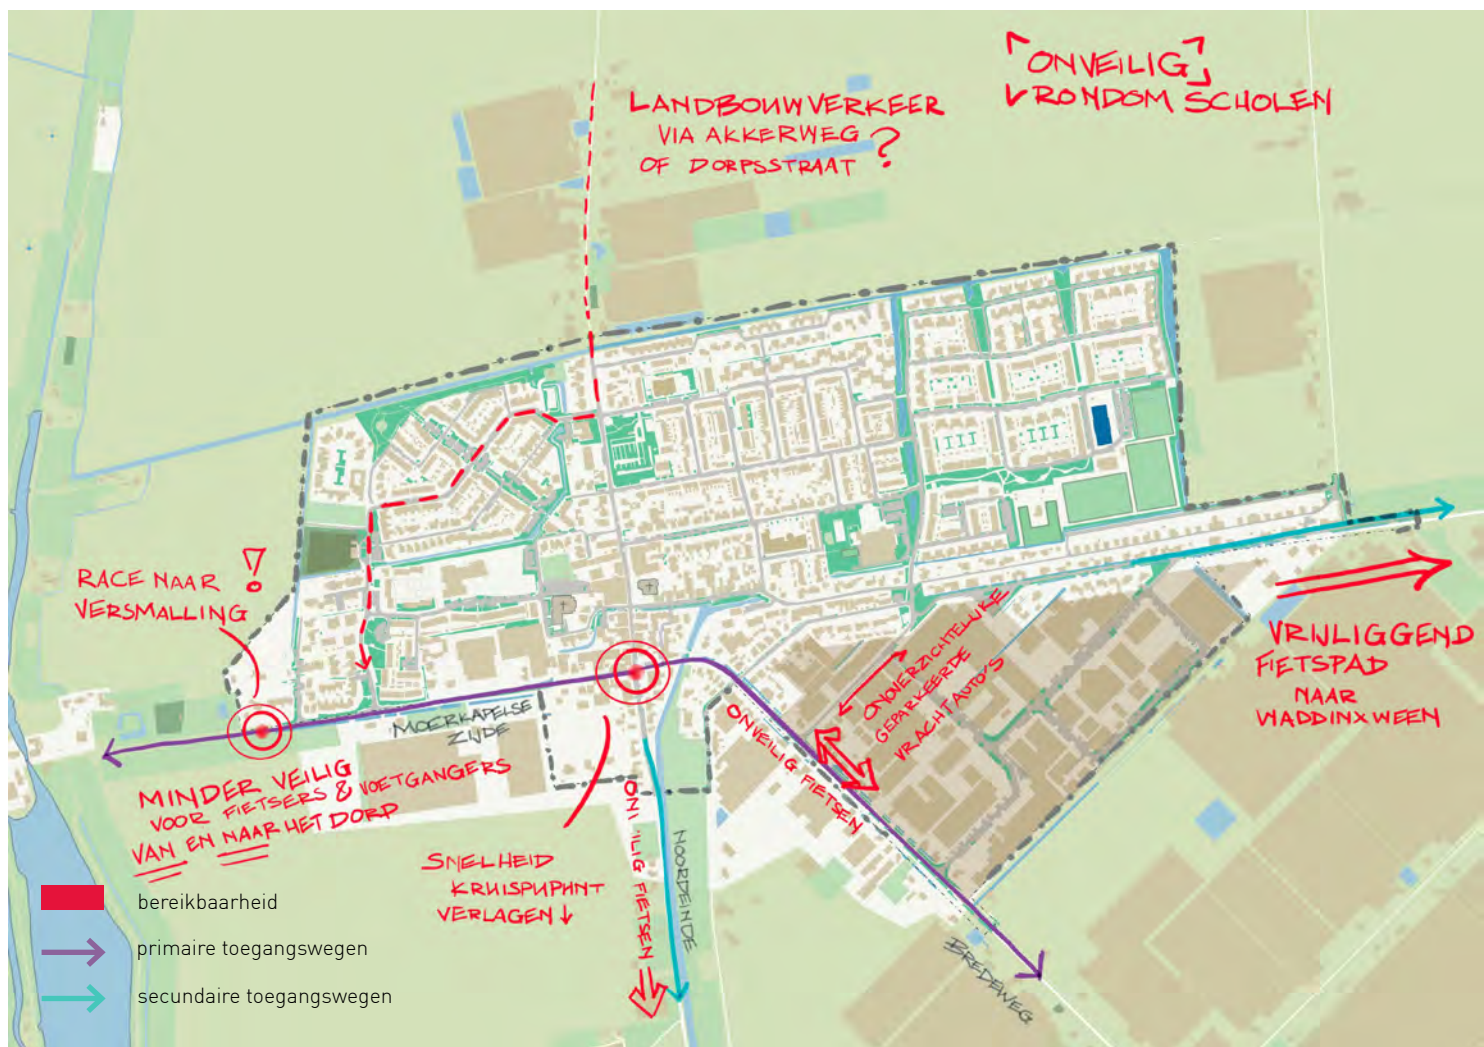 「ONVEILIG」
RONDOM SCHOLEN
LANDBOUWVERKEER
VIA AKKERWEG
OF DORPSSTRAAT ?
RACE NAAR
VERSMALLING !
MOERKAPELSE
ZIJDE
MINDER VEILIG
VOOR FIETSERS & VOETGANGERS
VAN EN NAAR HET DORP
SNELHEID
KRUISPUPHNT
VERLAGEN ↓
ONVEILIG FIETSEN
NOORDEINDE
ONVEILIG FIETSEN
ONOVERZICHTELIJKE
GEPARKEERDE
VRACHTAUTO'S
VRIJLIGGEND
FIETSPAD
NAAR
WADDINXVEEN
BREDEWEG
bereikbaarheid
primaire toegangswegen
secundaire toegangswegen